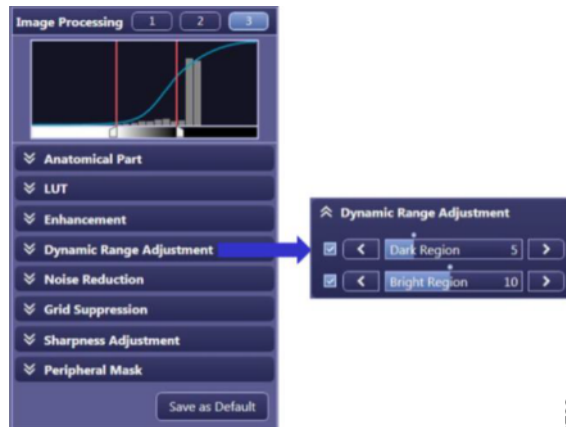 Image Processing 1 2 3
Anatomical Part
LUT
Enhancement
Dynamic Range Adjustment
Noise Reduction
Grid Suppression
Sharpness Adjustment
Peripheral Mask
Save as Default
Dynamic Range Adjustment
Dark Region 5
Bright Region 10